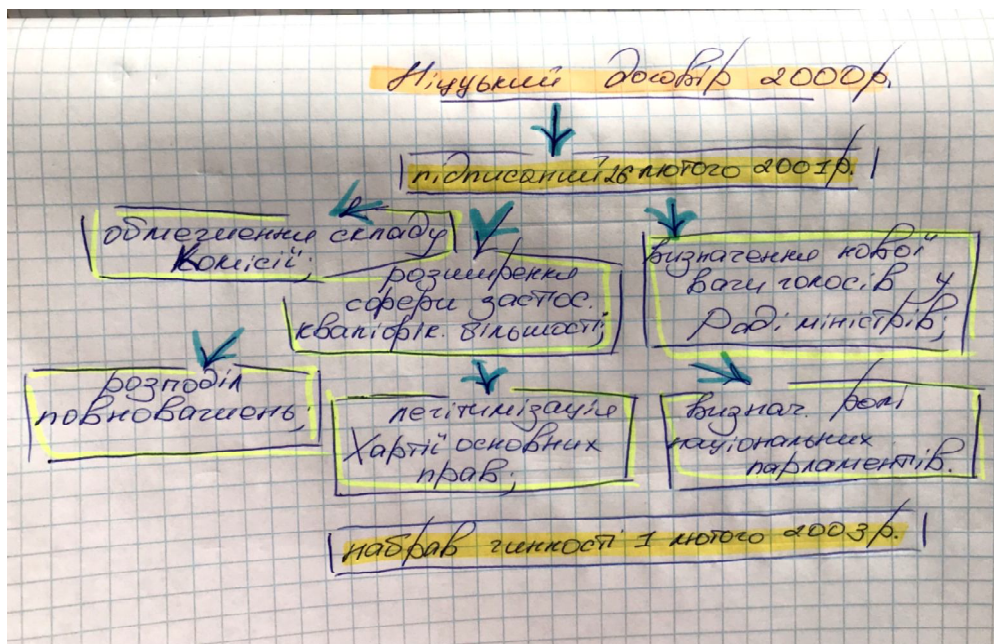 Ніцуький договір 2000р.
підписаний 26 лютого 2001р.
обмеження складу
Комісії;
розширення
сфери застос.
кваліфік. більшості;
визначення нової
ваги голосів у
Раді міністрів;
розподіл
повноважень;
легітимізація
Хартії основних
прав;
визнач. ролі
національних
парламентів.
набрав чинності 1 лютого 2003р.